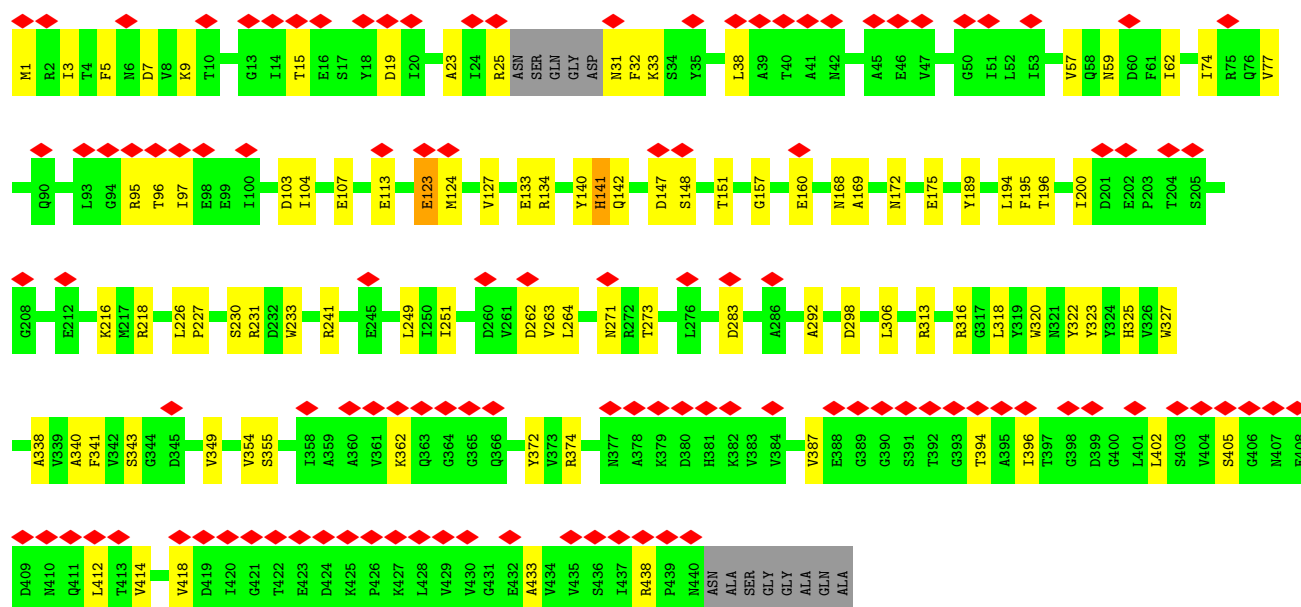 M1 R2 I3 T4 F5 N6 D7 V8 K9 T10 G13 I14 T15 E16 S17 Y18 D19 I20 A23 I24 R25 ASN SER GLN GLY ASP N31 F32 K33 S34 Y35 L38 A39 T40 A41 N42 A45 E46 V47 G50 I51 L52 I53 V57 Q58 N59 D60 F61 I62 I74 R75 Q76 V77
Q90 L93 G94 R95 T96 I97 E98 E99 I100 D103 I104 E107 E113 E123 M124 V127 E133 R134 Y140 H141 Q142 D147 S148 T151 G157 E160 N168 A169 N172 E175 Y189 L194 F195 T196 I200 D201 E202 P203 T204 S205
G208 E212 K216 M217 R218 L226 P227 S230 R231 D232 W233 R241 E245 L249 I250 I251 D260 V261 D262 V263 L264 N271 R272 T273 L276 D283 A286 A292 D298 L306 R313 R316 G317 L318 Y319 W320 N321 Y322 Y323 Y324 H325 V326 W327
A338 V339 A340 F341 V342 S343 G344 D345 V349 V354 S355 I358 A359 A360 V361 K362 Q363 G364 G365 Q366 Y372 V373 R374 N377 A378 K379 D380 H381 K382 V383 V384 V387 E388 G389 G390 S391 T392 G393 T394 A395 I396 T397 G398 D399 G400 L401 L402 S403 V404 S405 G406 N407 E408
D409 N410 Q411 L412 T413 V414 V418 D419 I420 G421 T422 E423 D424 K425 P426 K427 L428 V429 V430 G431 E432 A433 V434 V435 S436 I437 R438 P439 N440 ASN ALA SER GLY GLY ALA GLN ALA